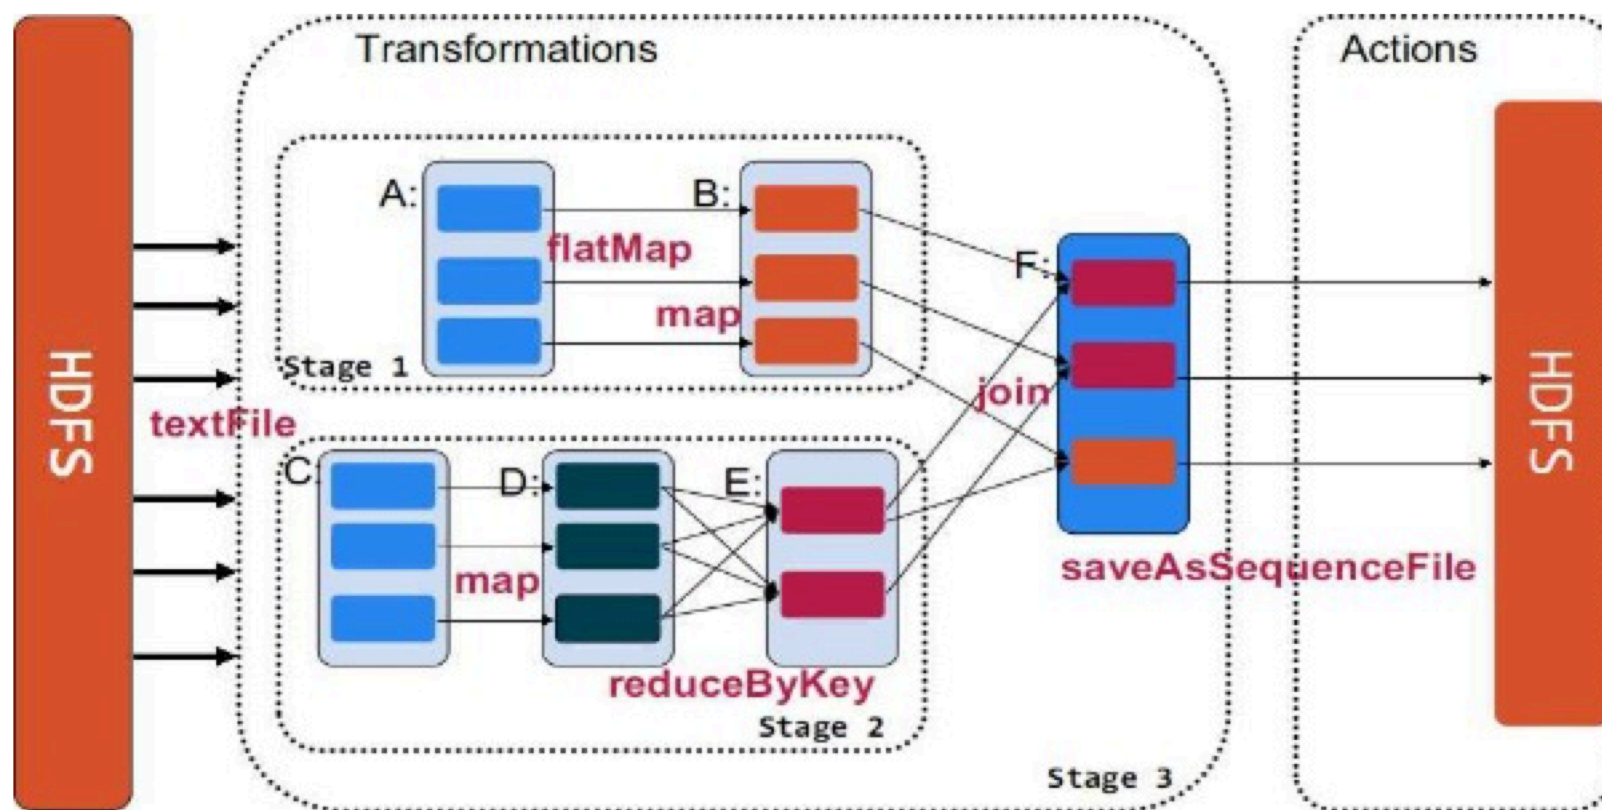 Transformations
Actions
HDFS
A:
B:
flatMap
map
Stage 1
F:
join
textFile
C:
D:
E:
map
reduceByKey
Stage 2
saveAsSequenceFile
Stage 3
HDFS